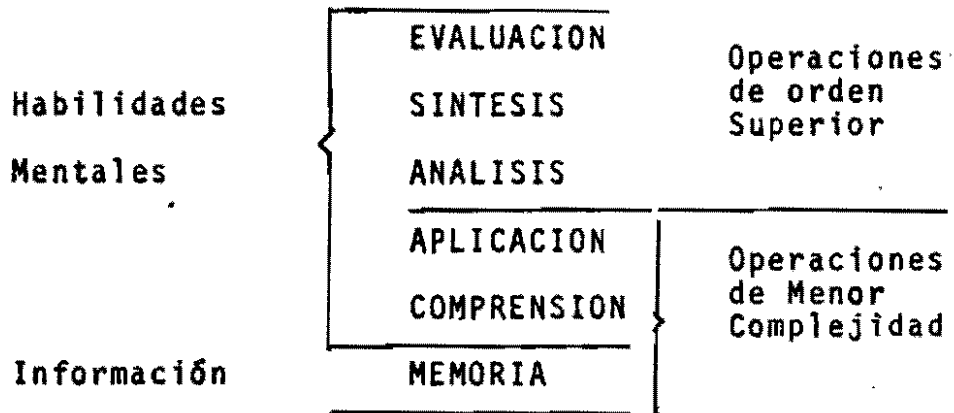 Habilidades
Mentales
Información
EVALUACION
SINTESIS
ANALISIS
APLICACION
COMPRENSION
MEMORIA
Operaciones
de orden
Superior
Operaciones
de Menor
Complejidad